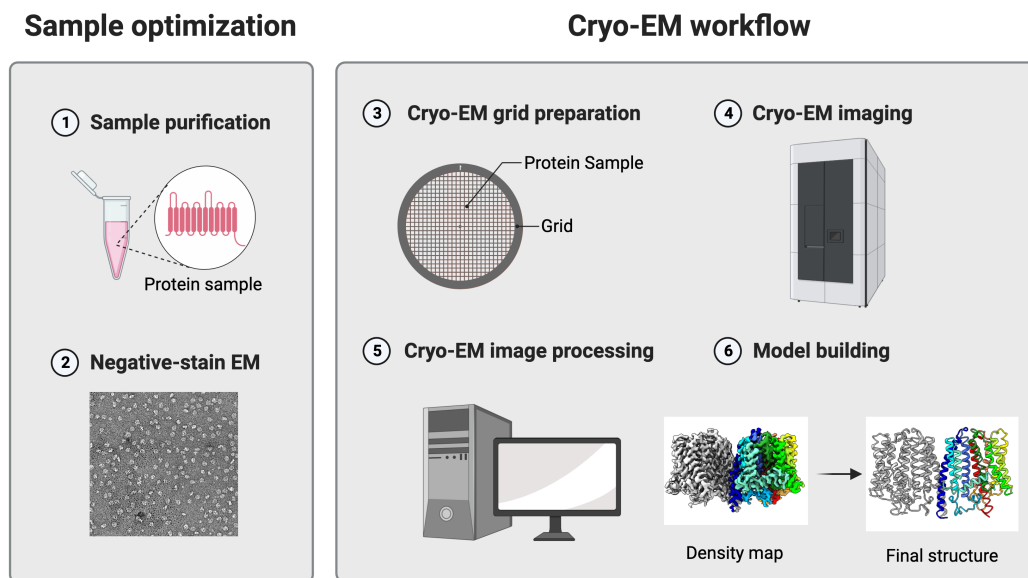 Sample optimization
Cryo-EM workflow
1 Sample purification
Protein sample
2 Negative-stain EM
3 Cryo-EM grid preparation
Protein Sample
Grid
4 Cryo-EM imaging
5 Cryo-EM image processing
6 Model building
Density map
Final structure